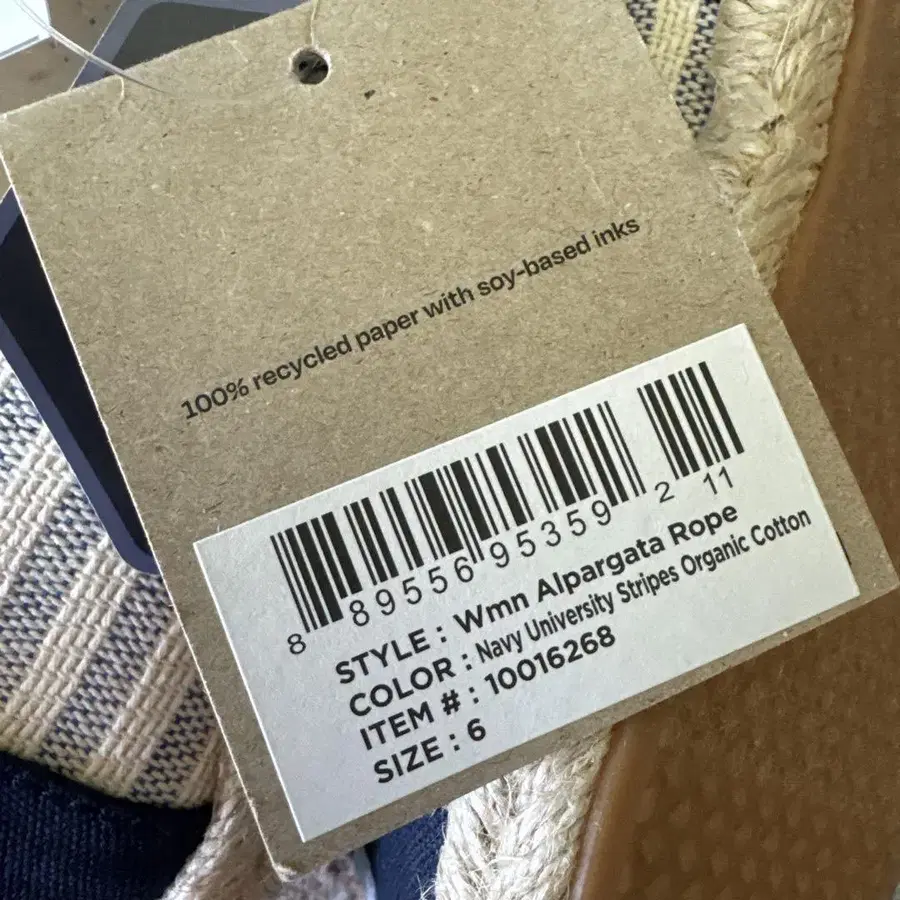 100% recycled paper with soy-based inks
8 89556 95359 2 11
STYLE : Wmn Alpargata Rope
COLOR : Navy University Stripes Organic Cotton
ITEM # : 10016268
SIZE : 6